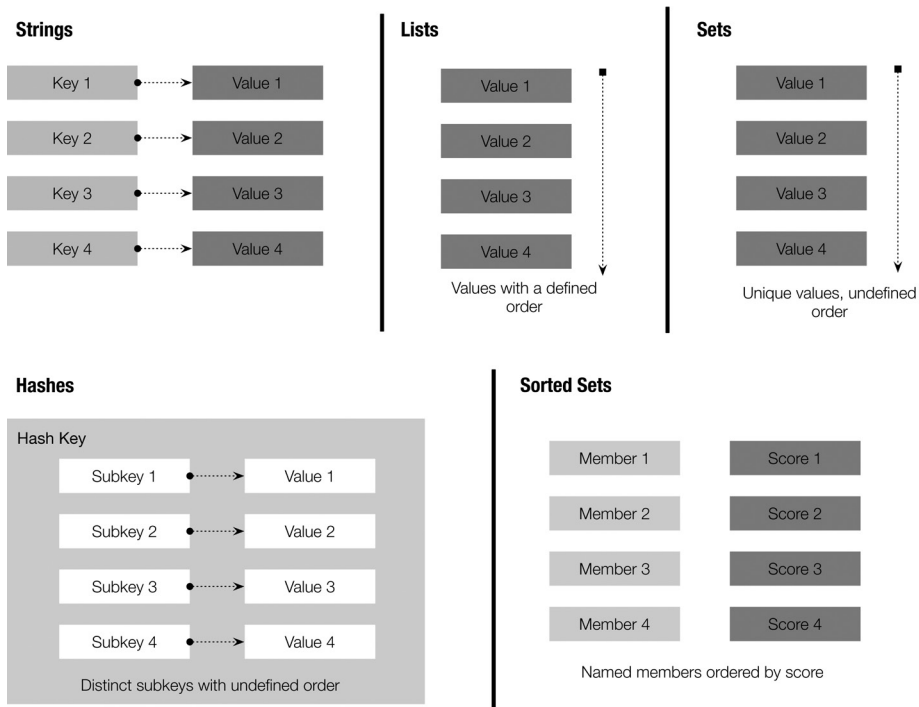 Strings
Key 1
Value 1
Key 2
Value 2
Key 3
Value 3
Key 4
Value 4
Lists
Value 1
Value 2
Value 3
Value 4
Values with a defined
order
Sets
Value 1
Value 2
Value 3
Value 4
Unique values, undefined
order
Hashes
Hash Key
Subkey 1
Value 1
Subkey 2
Value 2
Subkey 3
Value 3
Subkey 4
Value 4
Distinct subkeys with undefined order
Sorted Sets
Member 1
Score 1
Member 2
Score 2
Member 3
Score 3
Member 4
Score 4
Named members ordered by score